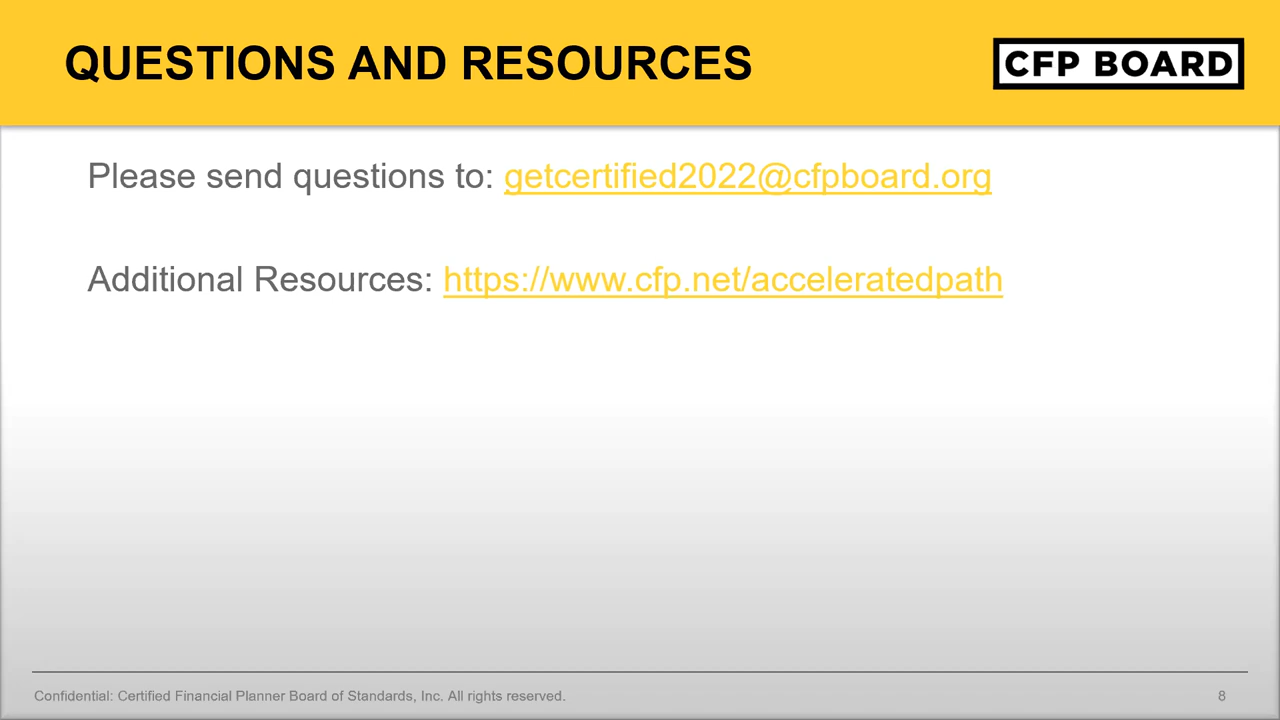 QUESTIONS AND RESOURCES
CFP BOARD
Please send questions to: getcertified2022@cfpboard.org
Additional Resources: https://www.cfp.net/acceleratedpath
Confidential: Certified Financial Planner Board of Standards, Inc. All rights reserved.
8